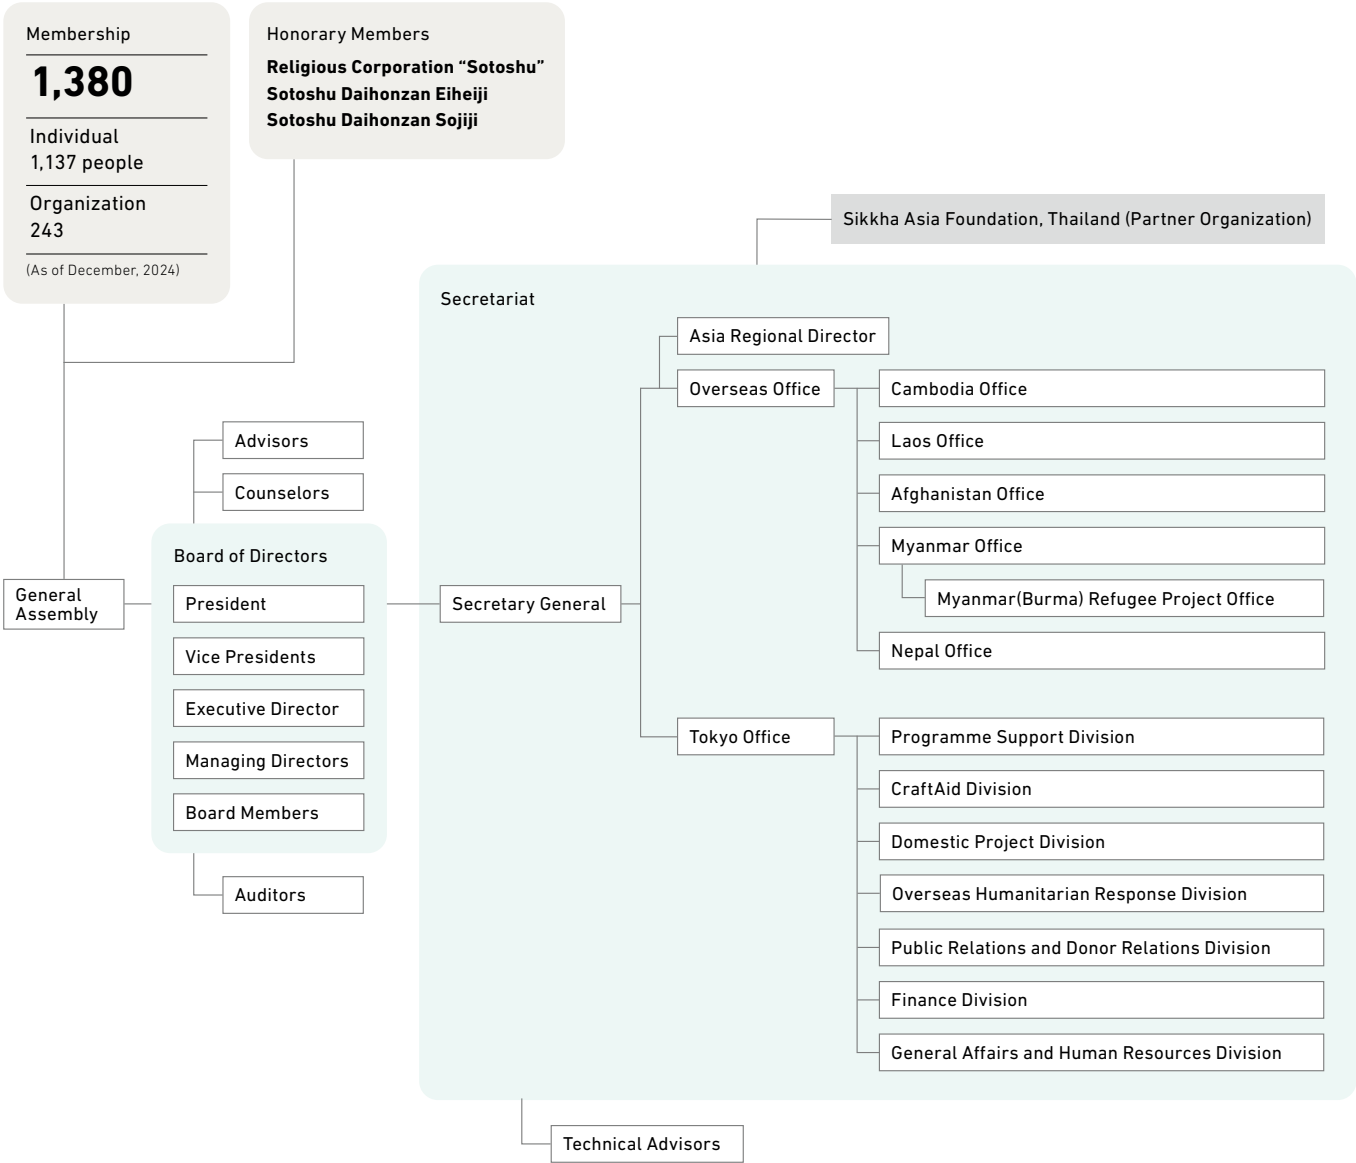 Membership
1,380
Individual
1,137 people
Organization
243
(As of December, 2024)
Honorary Members
Religious Corporation “Sotoshu”
Sotoshu Daihonzan Eiheiji
Sotoshu Daihonzan Sojiji
Sikkha Asia Foundation, Thailand (Partner Organization)
General
Assembly
Advisors
Counselors
Board of Directors
President
Vice Presidents
Executive Director
Managing Directors
Board Members
Auditors
Secretariat
Secretary General
Asia Regional Director
Overseas Office
Cambodia Office
Laos Office
Afghanistan Office
Myanmar Office
Myanmar(Burma) Refugee Project Office
Nepal Office
Tokyo Office
Programme Support Division
CraftAid Division
Domestic Project Division
Overseas Humanitarian Response Division
Public Relations and Donor Relations Division
Finance Division
General Affairs and Human Resources Division
Technical Advisors